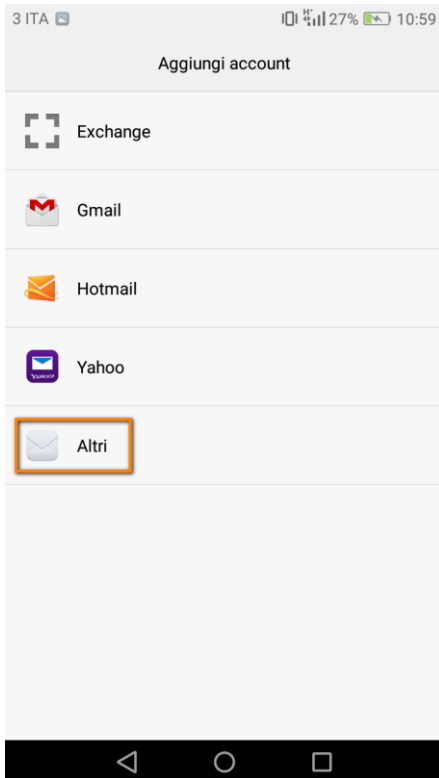 3 ITA 27% 10:59
Aggiungi account
Exchange
Gmail
Hotmail
Yahoo
Altri